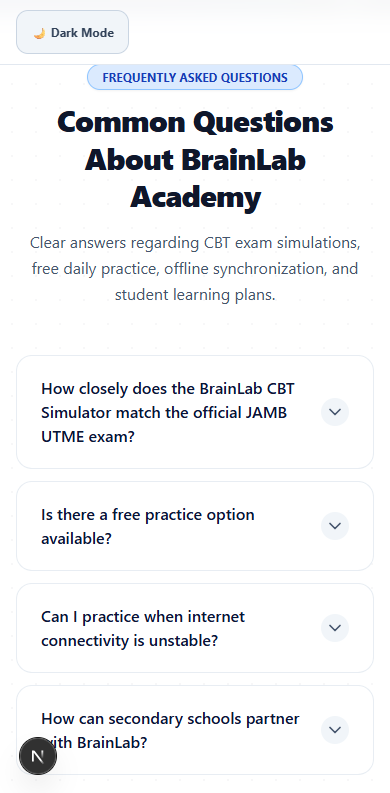 🌙 Dark Mode
FREQUENTLY ASKED QUESTIONS
Common Questions
About BrainLab
Academy
Clear answers regarding CBT exam simulations,
free daily practice, offline synchronization, and
student learning plans.
How closely does the BrainLab CBT
Simulator match the official JAMB
UTME exam?
Is there a free practice option
available?
Can I practice when internet
connectivity is unstable?
How can secondary schools partner
with BrainLab?
N